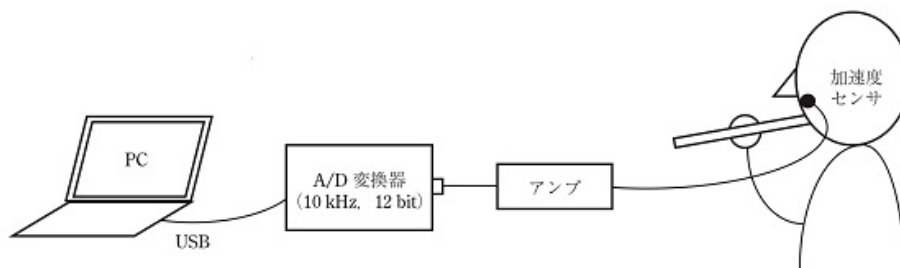 PC
USB
A/D 変換器
(10 kHz, 12 bit)
アンプ
加速度
センサ